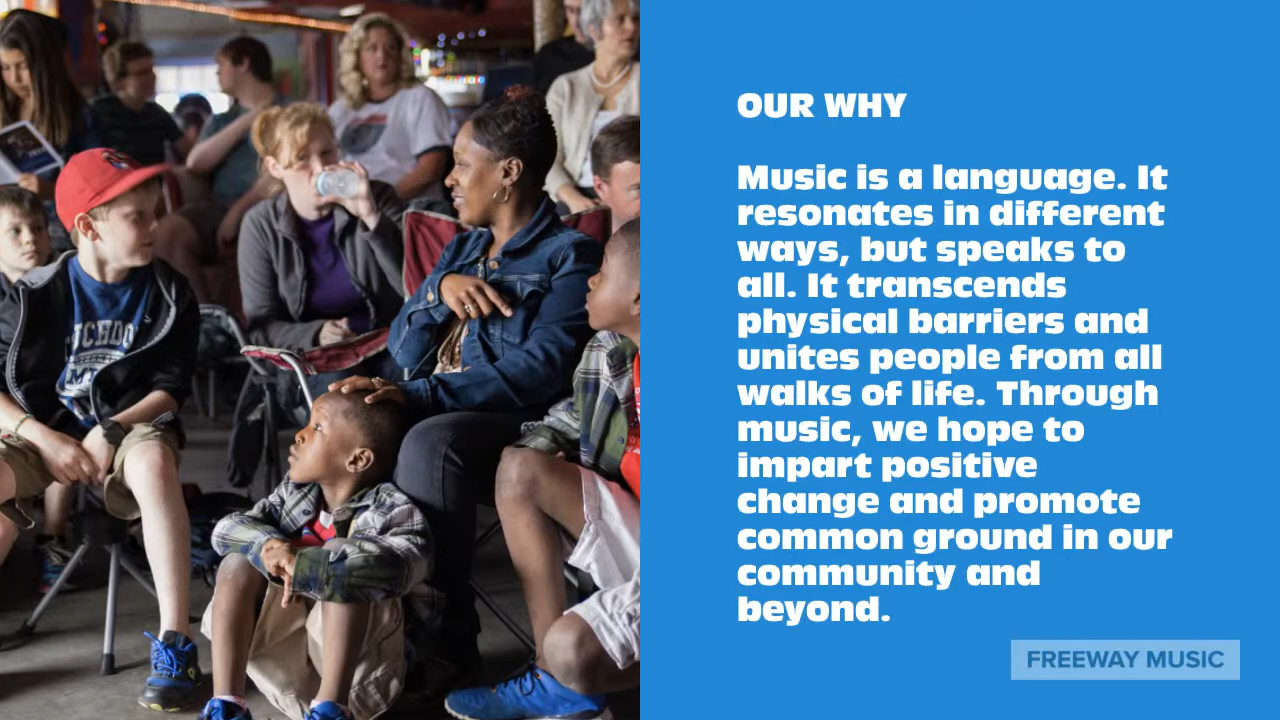 OUR WHY
Music is a language. It
resonates in different
ways, but speaks to
all. It transcends
physical barriers and
unites people from all
walks of life. Through
music, we hope to
impart positive
change and promote
common ground in our
community and
beyond.
FREEWAY MUSIC